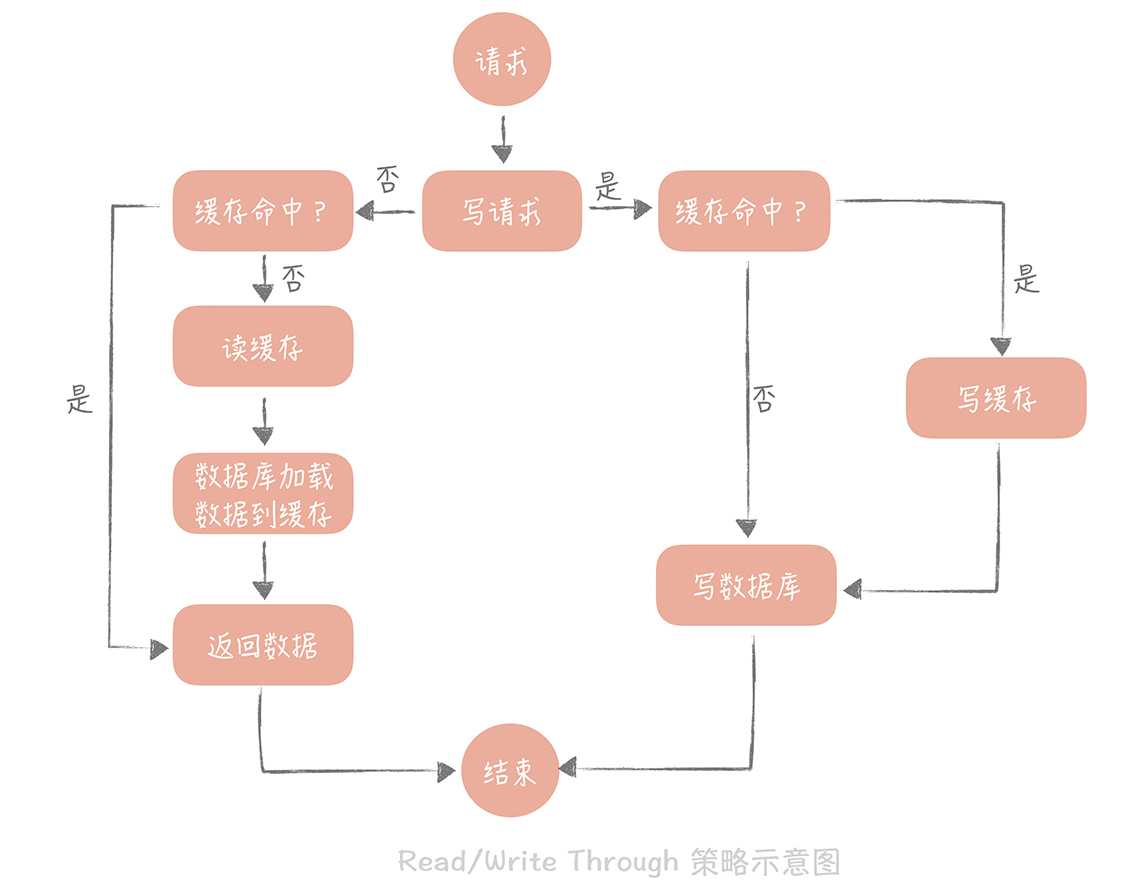 请求
否
写请求
是
缓存命中？
缓存命中？
否
是
读缓存
写缓存
是
否
数据库加载
数据到缓存
写数据库
返回数据
结束
Read/Write Through 策略示意图